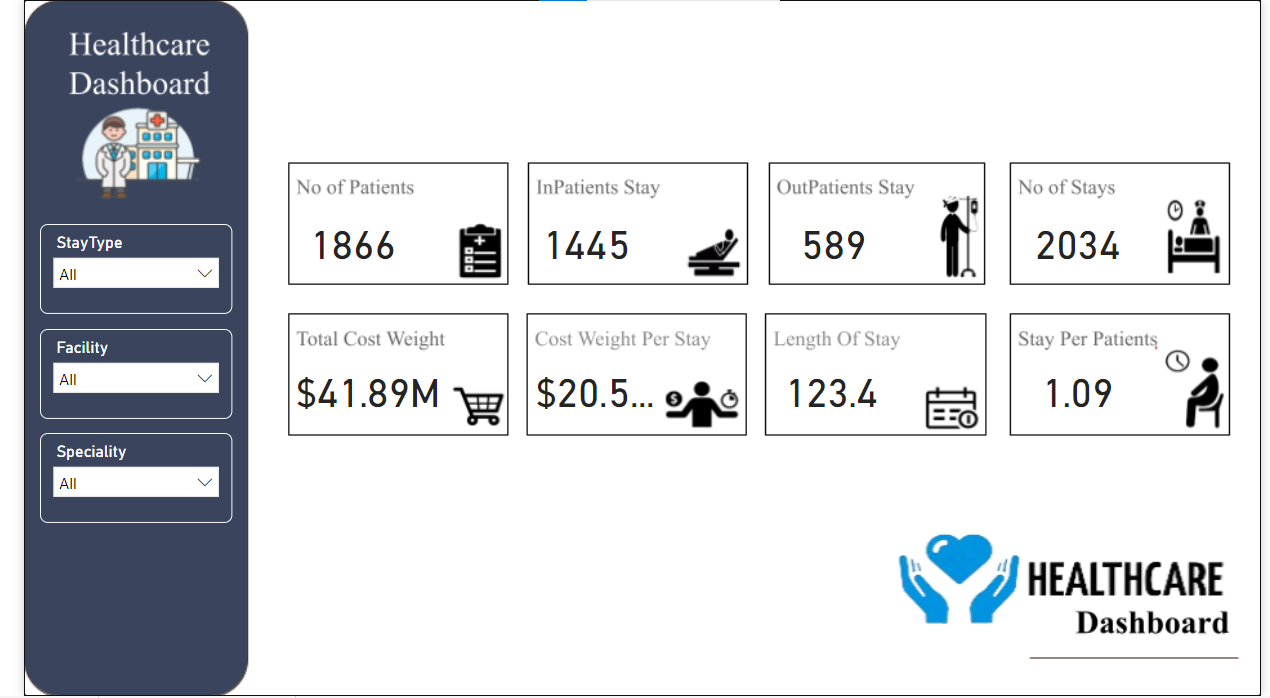 Healthcare
Dashboard
StayType
All
Facility
All
Speciality
All
No of Patients
1866
InPatients Stay
1445
OutPatients Stay
589
No of Stays
2034
Total Cost Weight
$41.89M
Cost Weight Per Stay
$20.5...
Length Of Stay
123.4
Stay Per Patients
1.09
HEALTHCARE
Dashboard